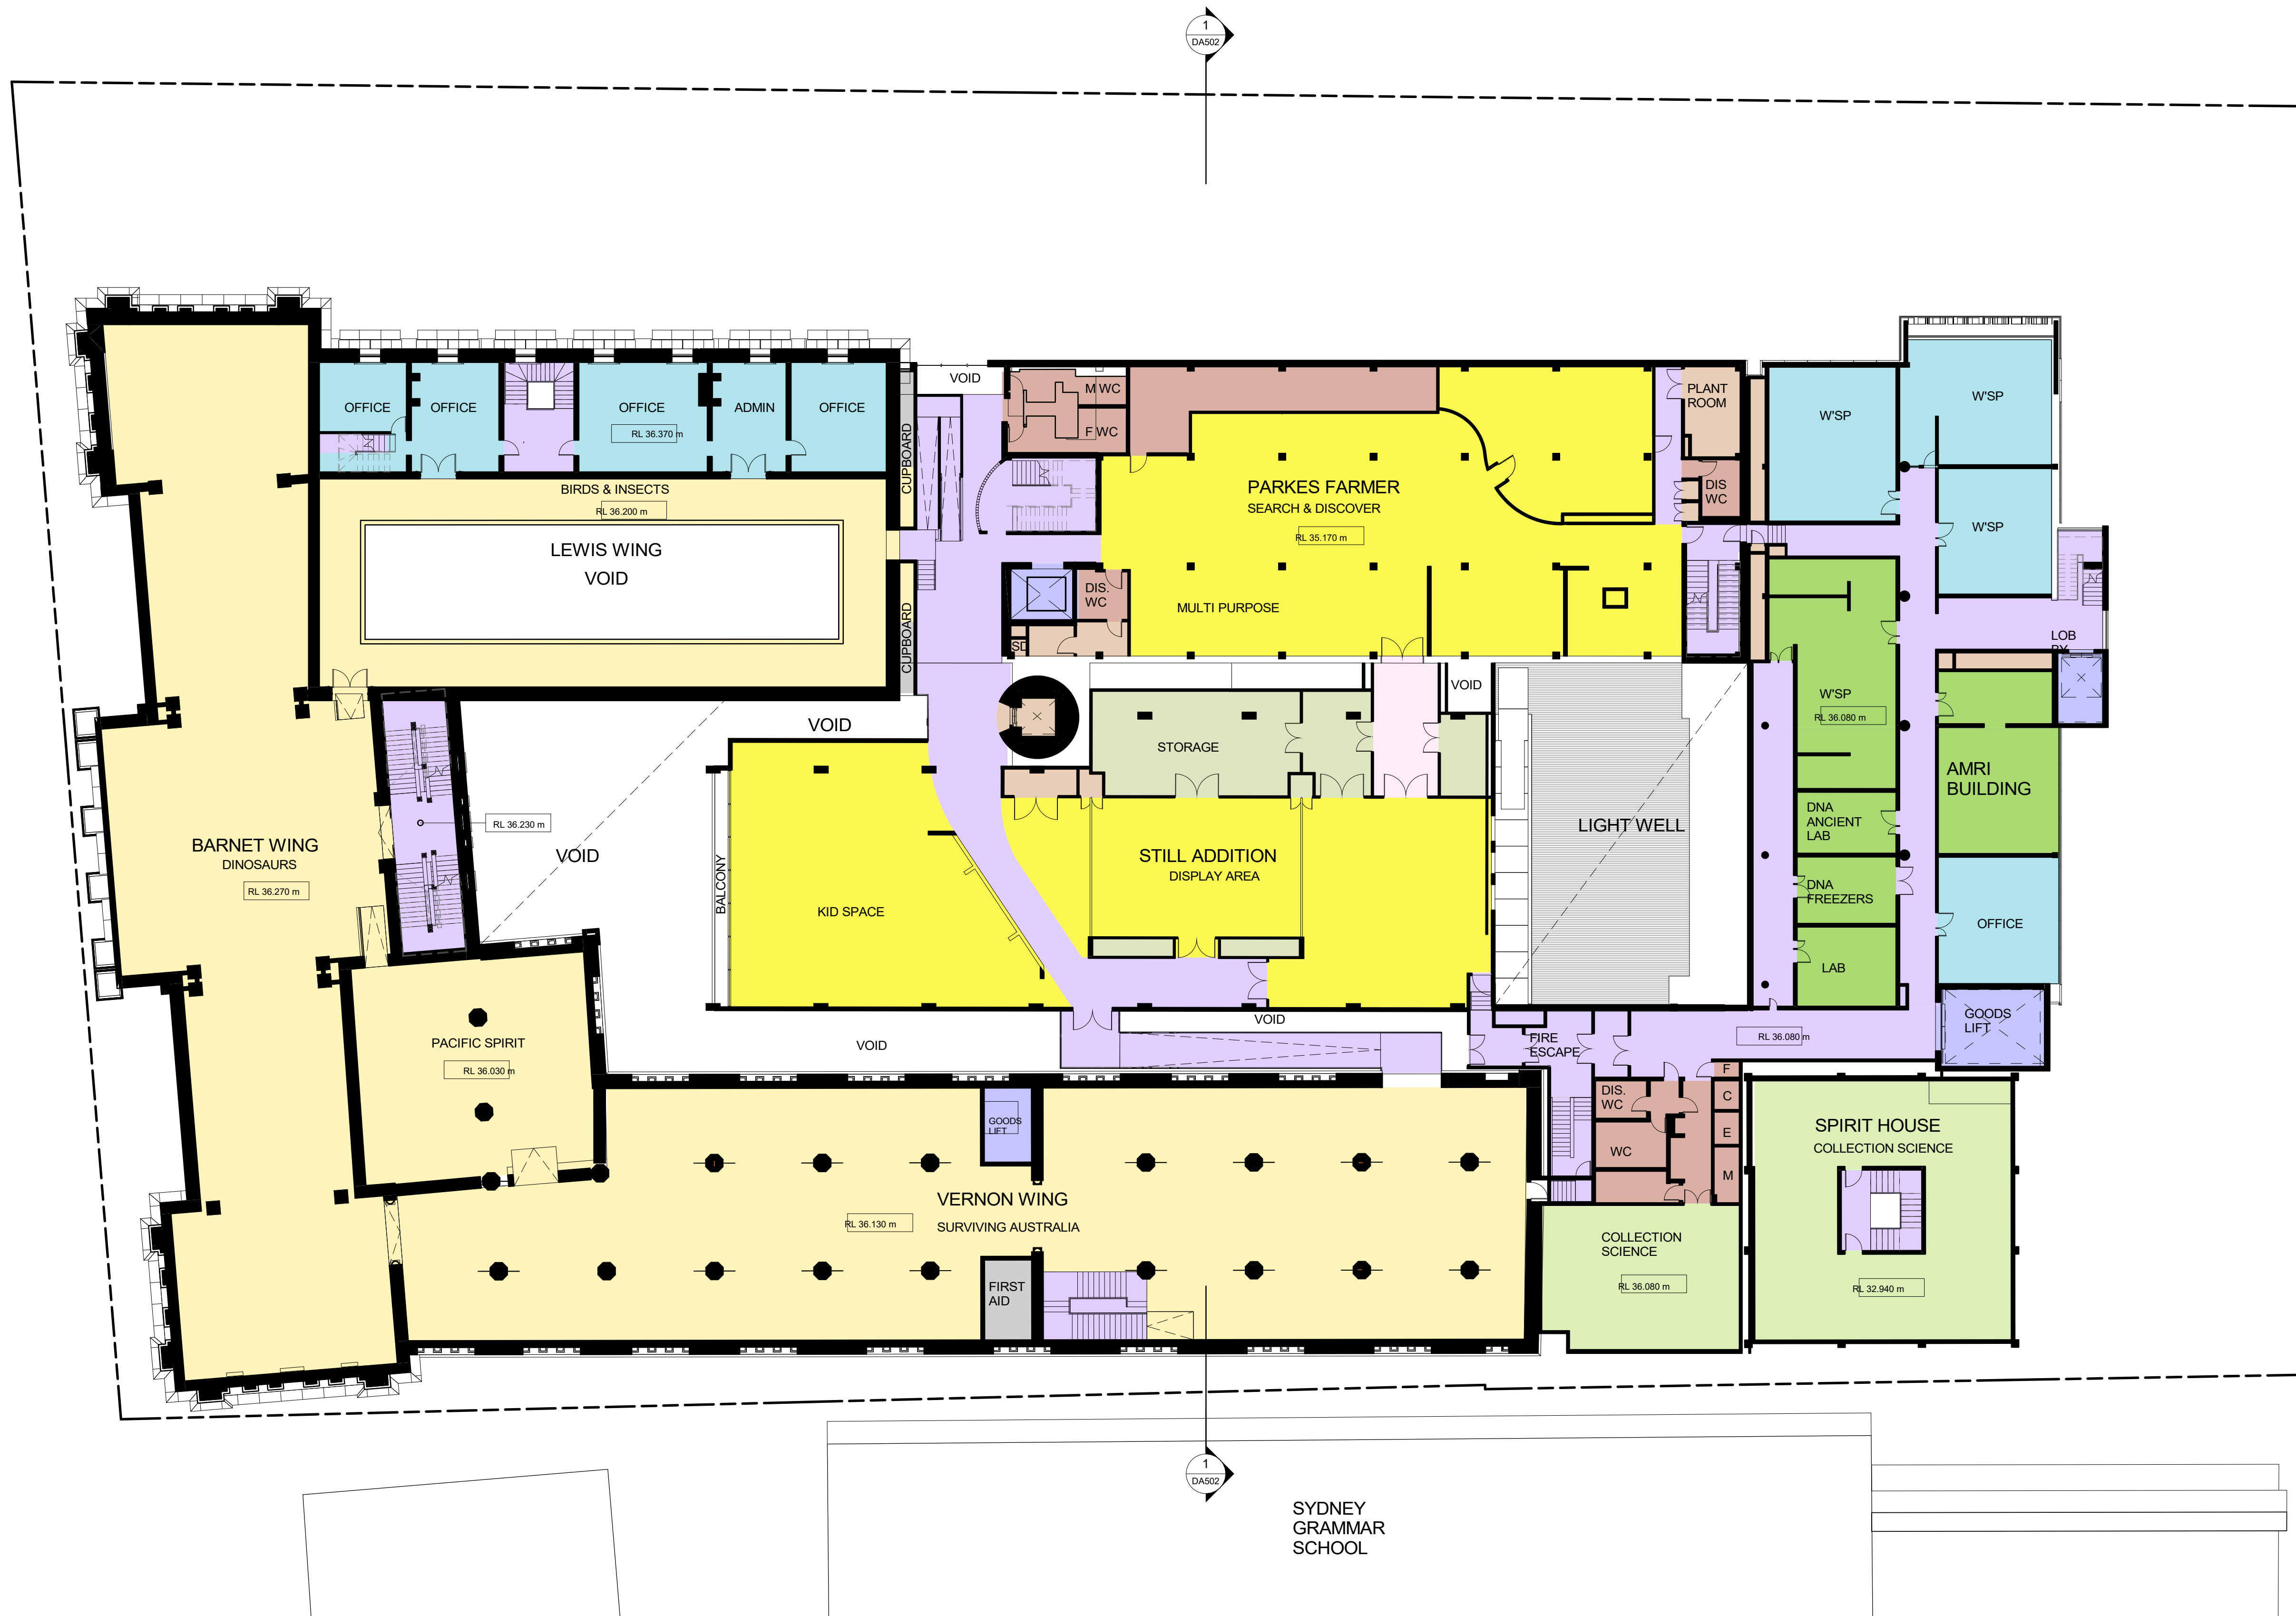 1
DA502
VOID
OFFICE
OFFICE
OFFICE
RL 36.370 m
ADMIN
OFFICE
CUPBOARD
M WC
F WC
PLANT
ROOM
DIS
WC
W'SP
W'SP
W'SP
BIRDS & INSECTS
RL 36.200 m
LEWIS WING
VOID
PARKES FARMER
SEARCH & DISCOVER
RL 35.170 m
MULTI PURPOSE
DIS.
WC
SD
CUPBOARD
LOB
BY
VOID
VOID
STORAGE
W'SP
RL 36.080 m
AMRI
BUILDING
RL 36.230 m
VOID
BARNET WING
DINOSAURS
RL 36.270 m
BALCONY
KID SPACE
STILL ADDITION
DISPLAY AREA
LIGHT WELL
DNA
ANCIENT
LAB
DNA
FREEZERS
LAB
OFFICE
GOODS
LIFT
PACIFIC SPIRIT
RL 36.030 m
VOID
VOID
FIRE
ESCAPE
RL 36.080 m
GOODS
LIFT
DIS.
WC
WC
F
C
E
M
SPIRIT HOUSE
COLLECTION SCIENCE
RL 32.940 m
VERNON WING
RL 36.130 m
SURVIVING AUSTRALIA
FIRST
AID
COLLECTION
SCIENCE
RL 36.080 m
1
DA502
SYDNEY
GRAMMAR
SCHOOL